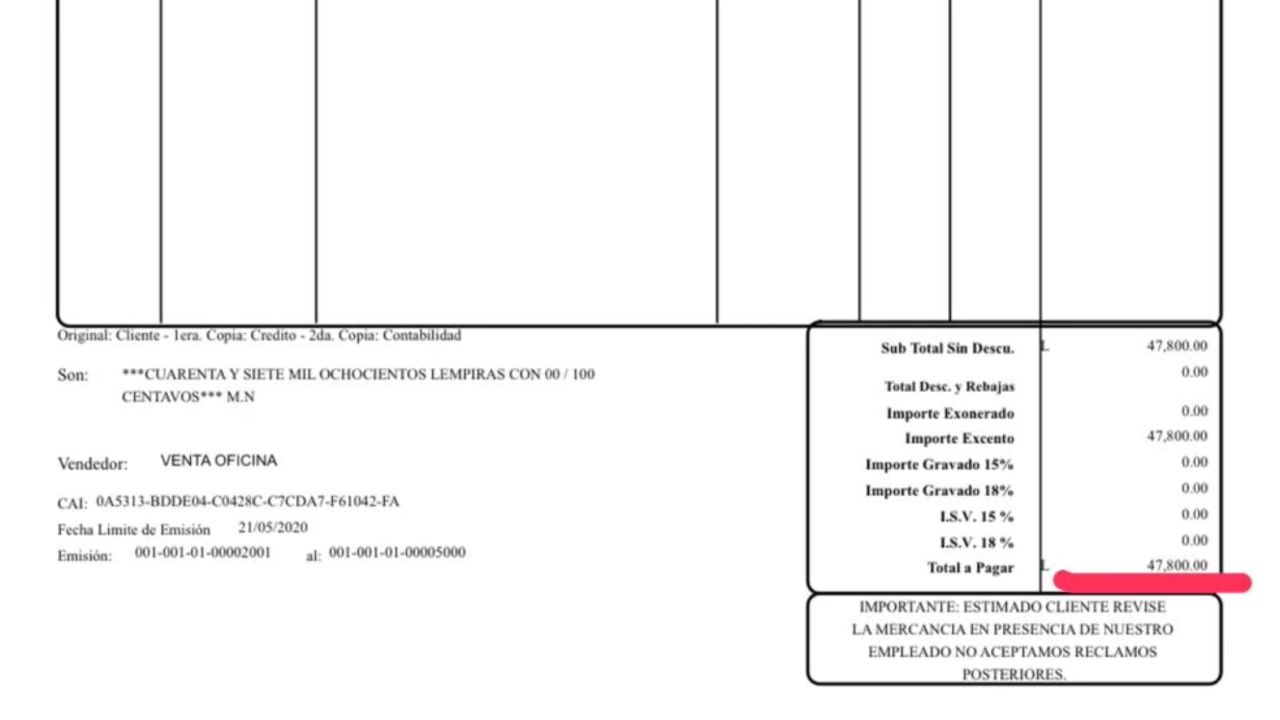 Original: Cliente - 1era. Copia: Credito - 2da. Copia: Contabilidad
Son: ***CUARENTA Y SIETE MIL OCHOCIENTOS LEMPIRAS CON 00 / 100
CENTAVOS*** M.N
Vendedor: VENTA OFICINA
CAI: 0A5313-BDDE04-C0428C-C7CDA7-F61042-FA
Fecha Limite de Emisión 21/05/2020
Emisión: 001-001-01-00002001 al: 001-001-01-00005000
Sub Total Sin Descu. L 47,800.00
Total Desc. y Rebajas 0.00
Importe Exonerado 0.00
Importe Excento 47,800.00
Importe Gravado 15% 0.00
Importe Gravado 18% 0.00
I.S.V. 15 % 0.00
I.S.V. 18 % 0.00
Total a Pagar L 47,800.00
IMPORTANTE: ESTIMADO CLIENTE REVISE
LA MERCANCIA EN PRESENCIA DE NUESTRO
EMPLEADO NO ACEPTAMOS RECLAMOS
POSTERIORES.